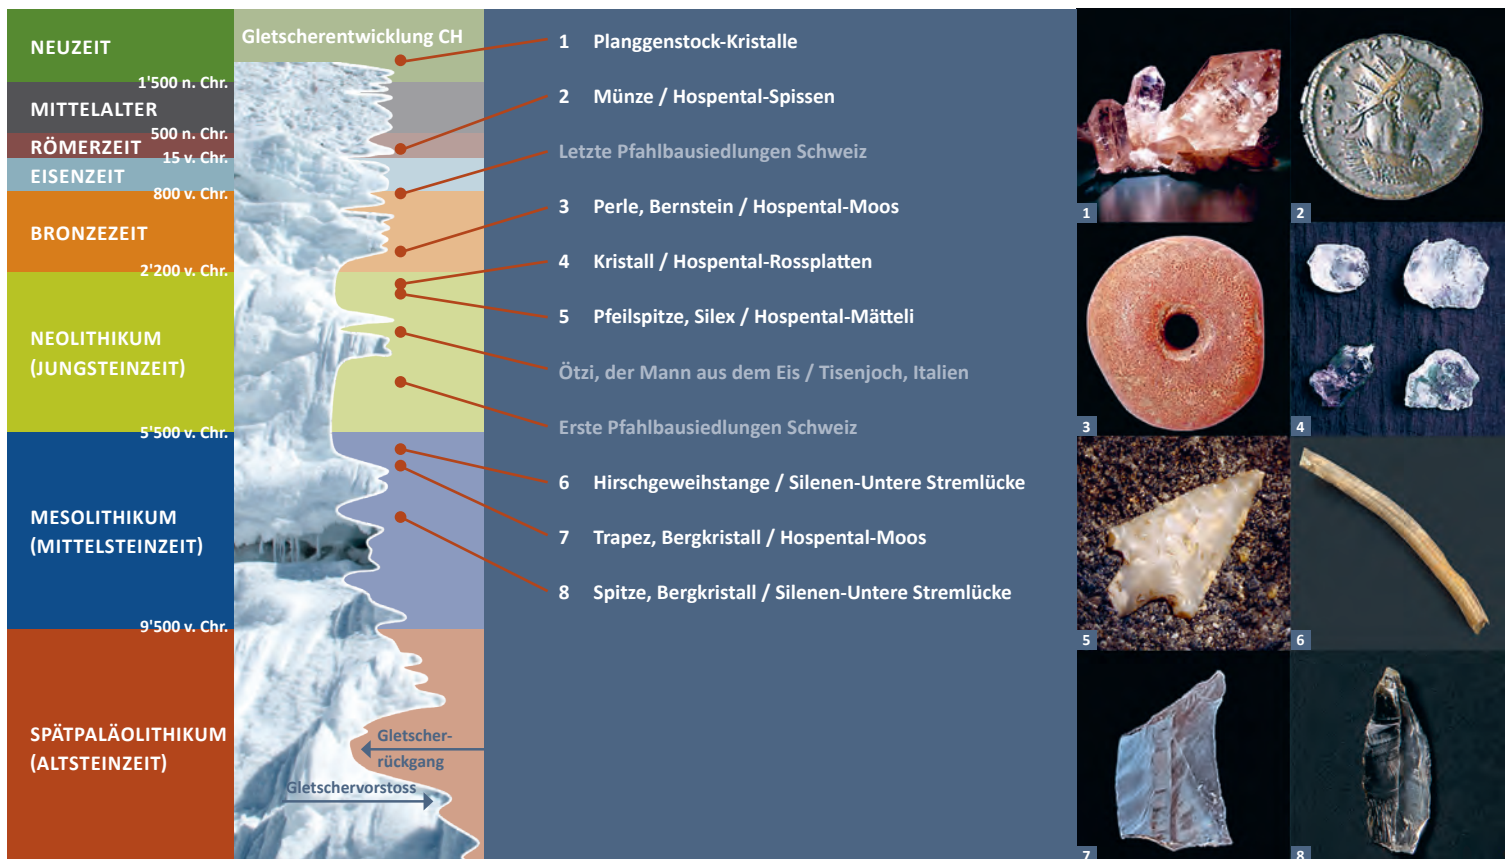 NEUZEIT
1'500 n. Chr.
MITTELALTER
500 n. Chr.
RÖMERZEIT
15 v. Chr.
EISENZEIT
800 v. Chr.
BRONZEZEIT
2'200 v. Chr.
NEOLITHIKUM
(JUNGSTEINZEIT)
5'500 v. Chr.
MESOLITHIKUM
(MITTELSTEINZEIT)
9'500 v. Chr.
SPÄTPALÄOLITHIKUM
(ALTSTEINZEIT)
Gletscherentwicklung CH
Gletscher-
rückgang
Gletschervorstoss
1 Planggenstock-Kristalle
2 Münze / Hospental-Spissen
Letzte Pfahlbausiedlungen Schweiz
3 Perle, Bernstein / Hospental-Moos
4 Kristall / Hospental-Rossplatten
5 Pfeilspitze, Silex / Hospental-Mätteli
Ötzi, der Mann aus dem Eis / Tisenjoch, Italien
Erste Pfahlbausiedlungen Schweiz
6 Hirschgeweihstange / Silenen-Untere Stremlücke
7 Trapez, Bergkristall / Hospental-Moos
8 Spitze, Bergkristall / Silenen-Untere Stremlücke
1
2
3
4
5
6
7
8